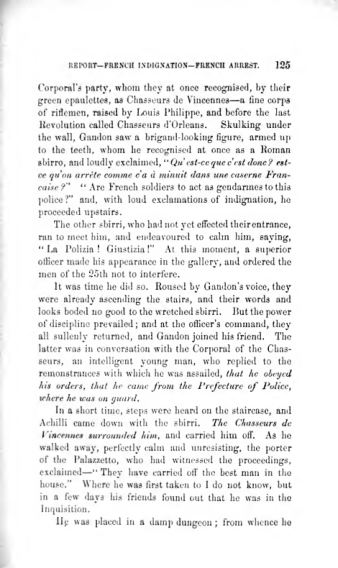 REPORT—FRENCH INDIGNATION—FRENCH ARREST. 125
Corporal's party, whom they at once recognised, by their
green epaulettes, as Chasseurs de Vincennes—a fine corps
of riflemen, raised by Louis Philippe, and before the last
Revolution called Chasseurs d'Orleans. Skulking under
the wall, Gandon saw a brigand-looking figure, armed up
to the teeth, whom he recognised at once as a Roman
sbirro, and loudly exclaimed, "Qu'est-ce que c'est donc? est-
ce qu'on arrête comme c'a à minuit dans une caserne Fran-
caise?" "Are French soldiers to act as gendarmes to this
police?" and, with loud exclamations of indignation, he
proceeded upstairs.
The other sbirri, who had not yet effected their entrance,
ran to meet him, and endeavoured to calm him, saying,
"La Polizia! Giustizia!" At this moment, a superior
officer made his appearance in the gallery, and ordered the
men of the 25th not to interfere.
It was time he did so. Roused by Gandon's voice, they
were already ascending the stairs, and their words and
looks boded no good to the wretched sbirri. But the power
of discipline prevailed; and at the officer's command, they
all sullenly returned, and Gandon joined his friend. The
latter was in conversation with the Corporal of the Chas-
seurs, an intelligent young man, who replied to the
remonstrances with which he was assailed, that he obeyed
his orders, that he came from the Prefecture of Police,
where he was on guard.
In a short time, steps were heard on the staircase, and
Achilli came down with the sbirri. The Chasseurs de
Vincennes surrounded him, and carried him off. As he
walked away, perfectly calm and unresisting, the porter
of the Palazzetto, who had witnessed the proceedings,
exclaimed—"They have carried off the best man in the
house." Where he was first taken to I do not know, but
in a few days his friends found out that he was in the
Inquisition.
He was placed in a damp dungeon; from whence he